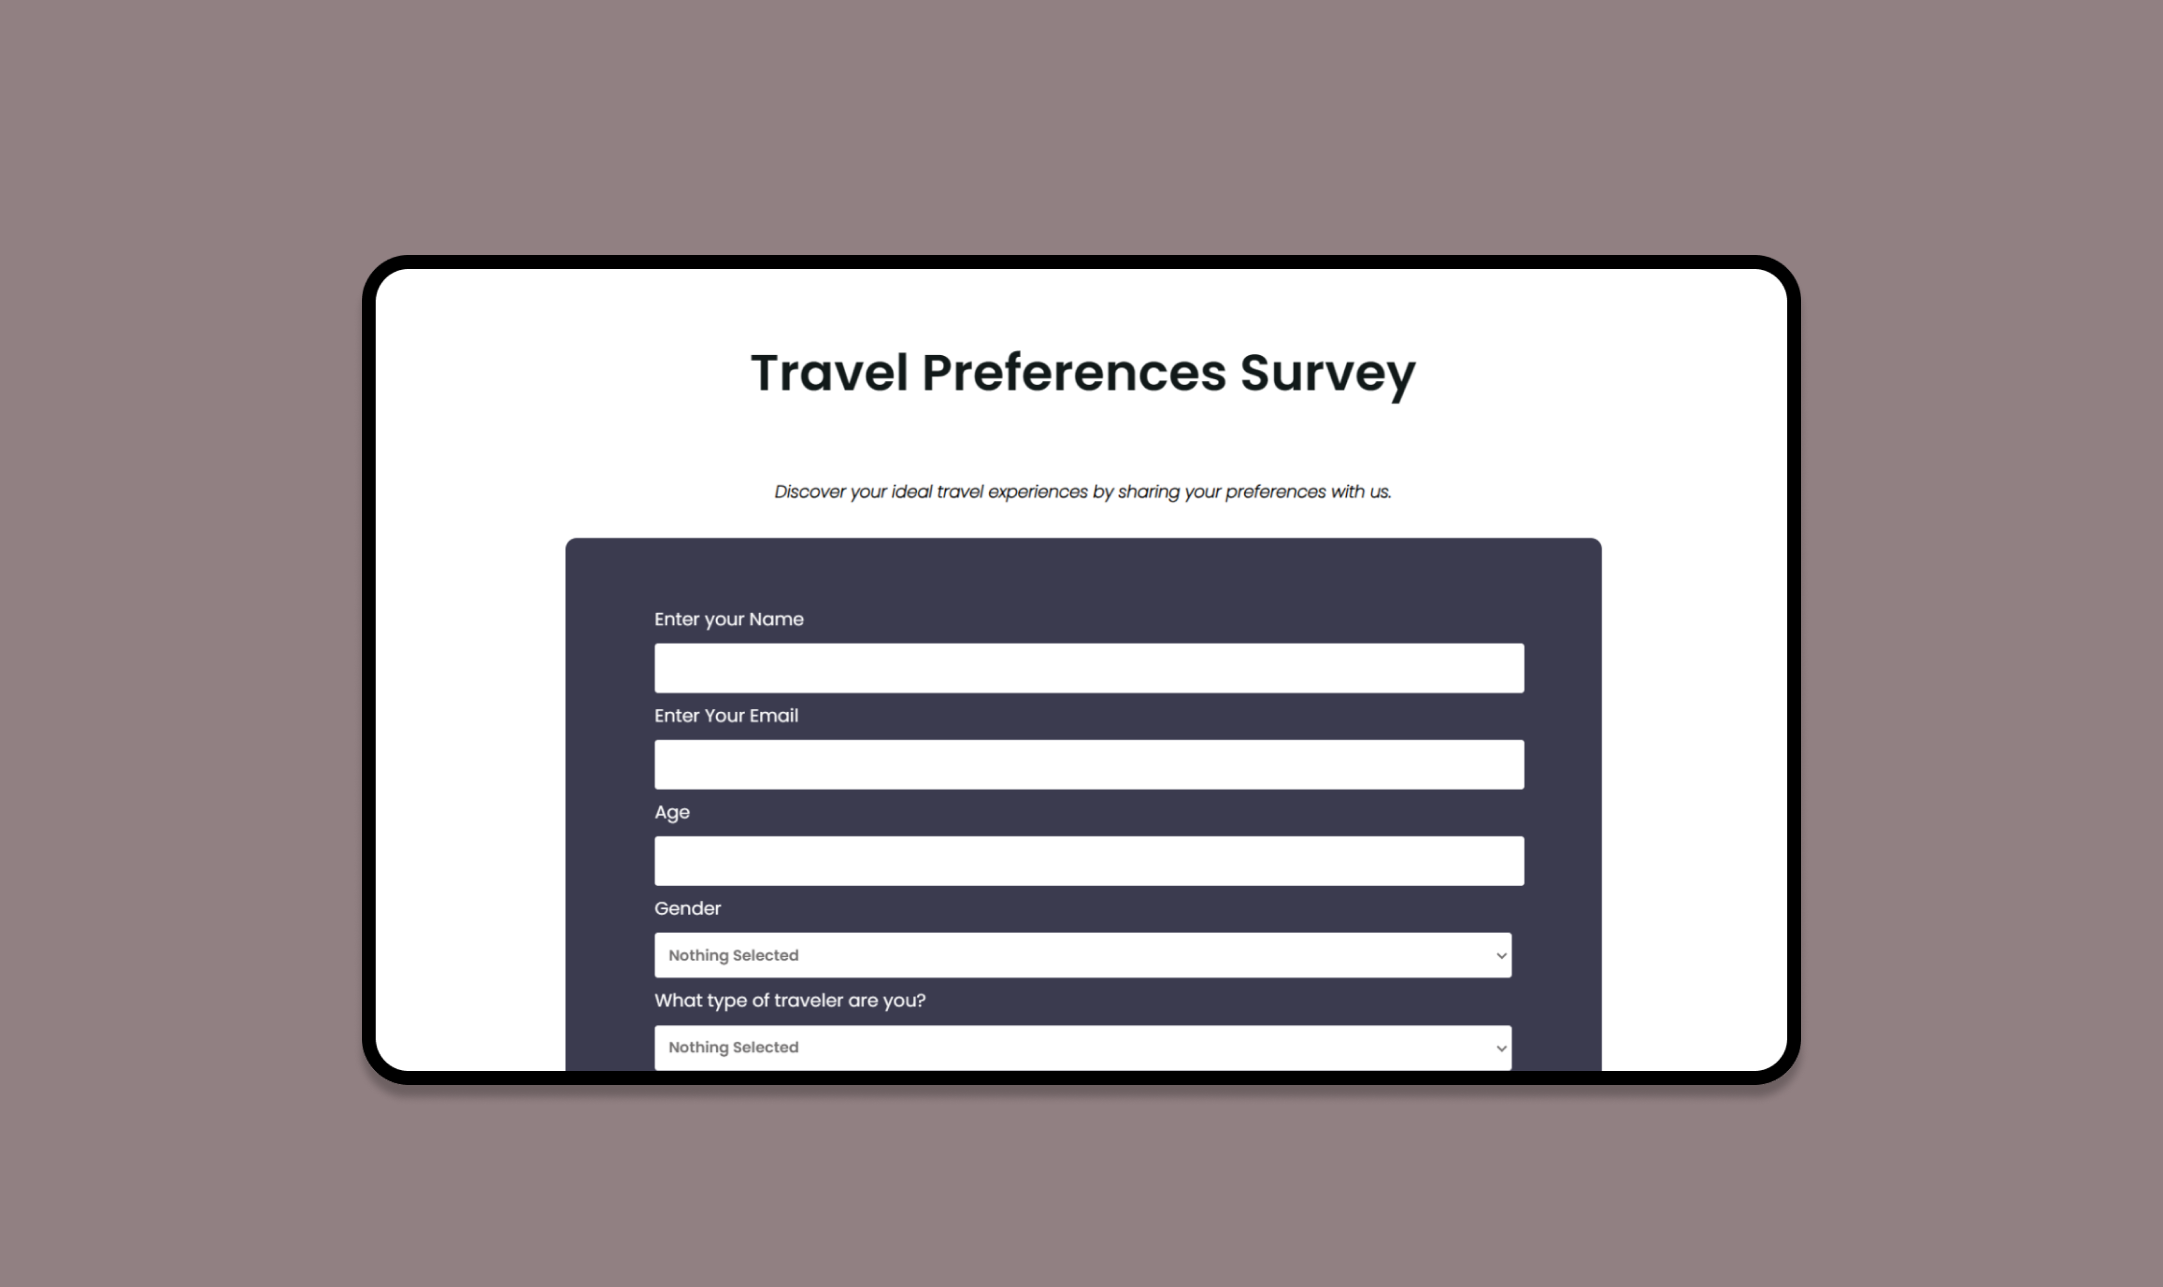 Travel Preferences Survey
Discover your ideal travel experiences by sharing your preferences with us.
Enter your Name
Enter Your Email
Age
Gender
Nothing Selected
What type of traveler are you?
Nothing Selected